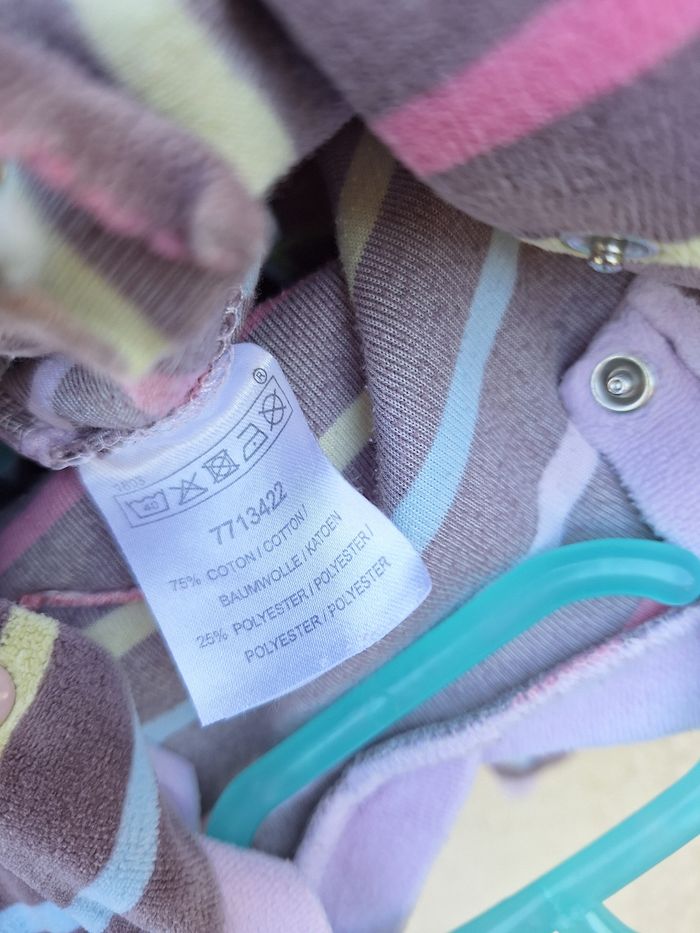 ®
40
7713422
75% COTON / COTTON /
BAUMWOLLE / KATOEN
25% POLYESTER / POLYESTER /
POLYESTER / POLYESTER